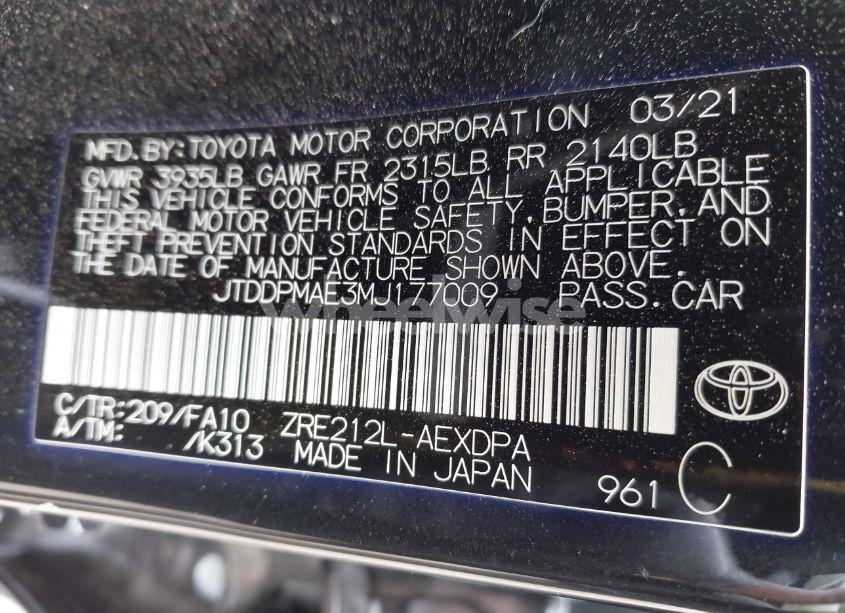 MFD. BY: TOYOTA MOTOR CORPORATION 03/21
GVWR 3935LB GAWR FR 2315LB RR 2140LB
THIS VEHICLE CONFORMS TO ALL APPLICABLE
FEDERAL MOTOR VEHICLE SAFETY, BUMPER, AND
THEFT PREVENTION STANDARDS IN EFFECT ON
THE DATE OF MANUFACTURE SHOWN ABOVE.
JTDDPMAE3MJ177009 PASS. CAR
wheelwise
C/TR: 209/FA10 ZRE212L-AEXDPA
A/TM: /K313 MADE IN JAPAN
961 C